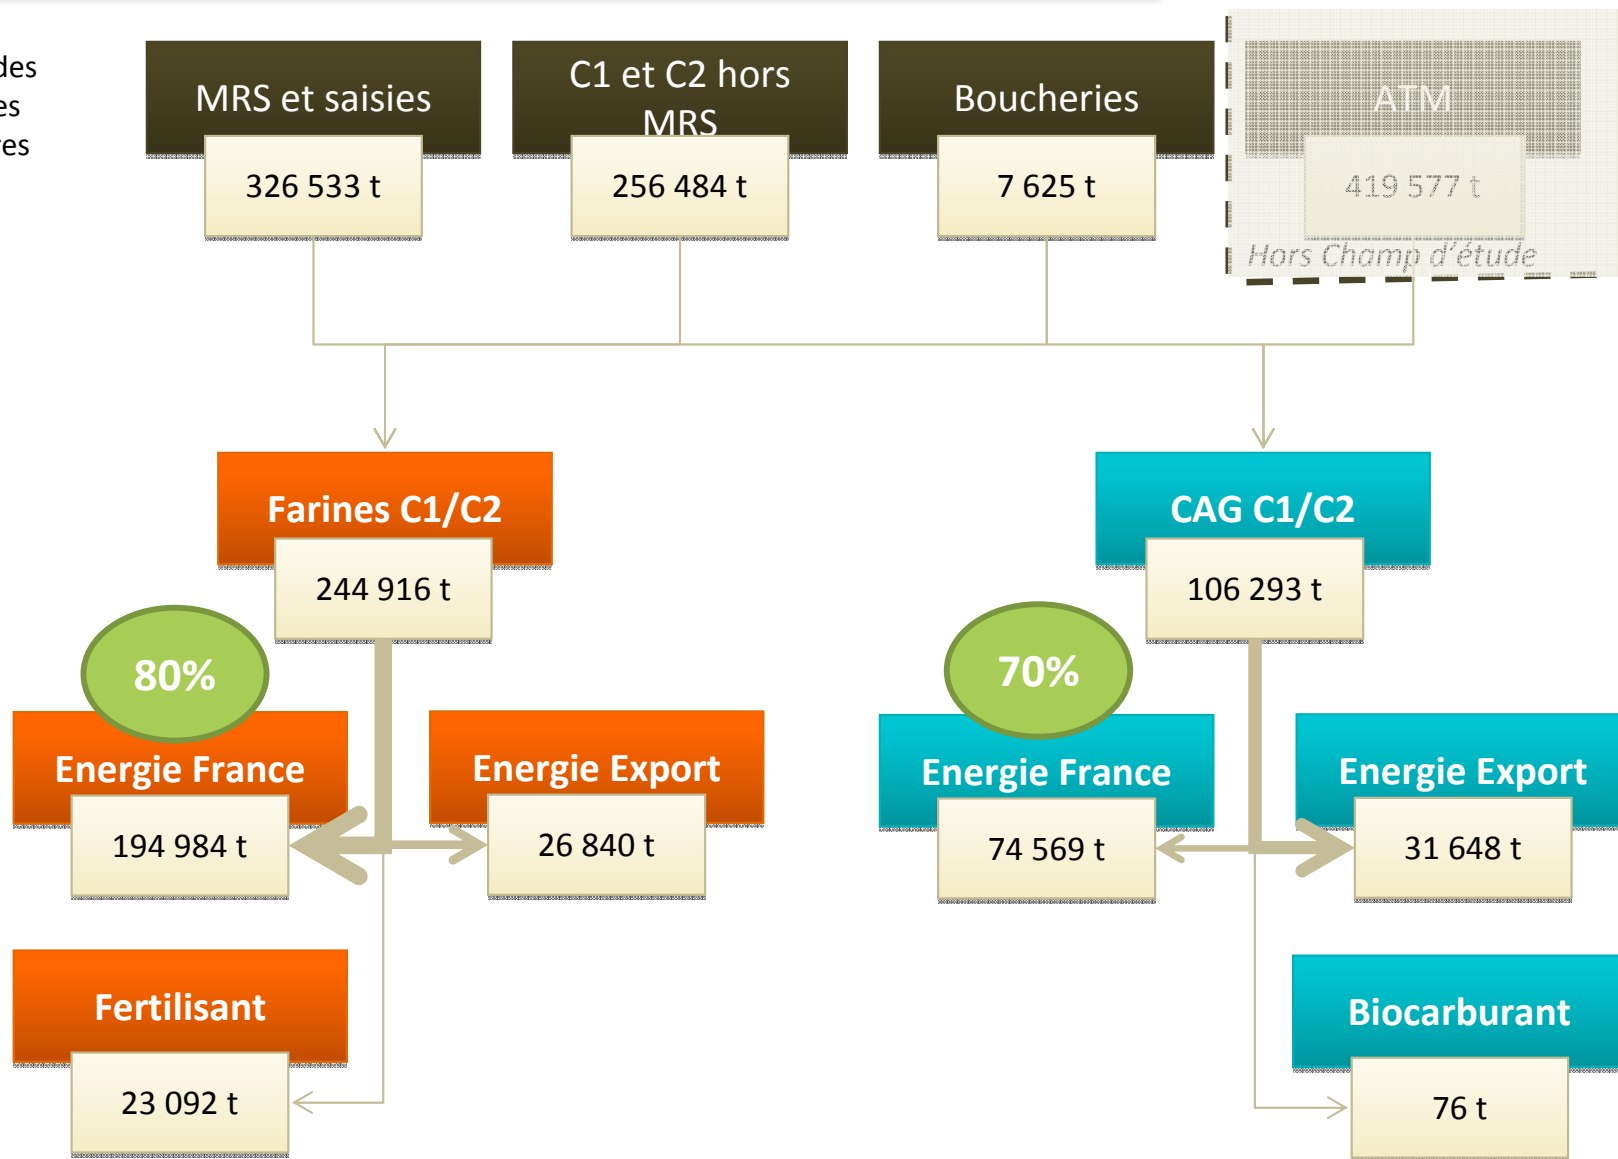 des
es
res
MRS et saisies
326 533 t
C1 et C2 hors
MRS
256 484 t
Boucheries
7 625 t
ATM
419 577 t
Hors Champ d'étude
Farines C1/C2
244 916 t
CAG C1/C2
106 293 t
80%
Energie France
194 984 t
Energie Export
26 840 t
70%
Energie France
74 569 t
Energie Export
31 648 t
Fertilisant
23 092 t
Biocarburant
76 t